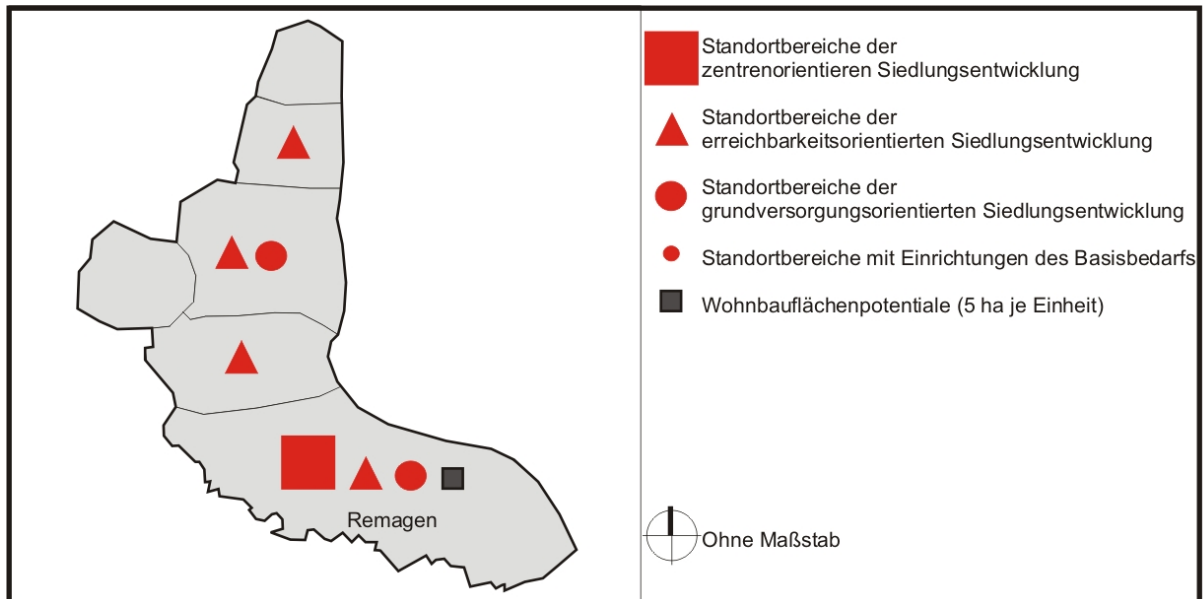 Remagen
Standortbereiche der
zentrenorientieren Siedlungsentwicklung
Standortbereiche der
erreichbarkeitsorientierten Siedlungsentwicklung
Standortbereiche der
grundversorgungsorientierten Siedlungsentwicklung
Standortbereiche mit Einrichtungen des Basisbedarfs
Wohnbauflächenpotentiale (5 ha je Einheit)
Ohne Maßstab